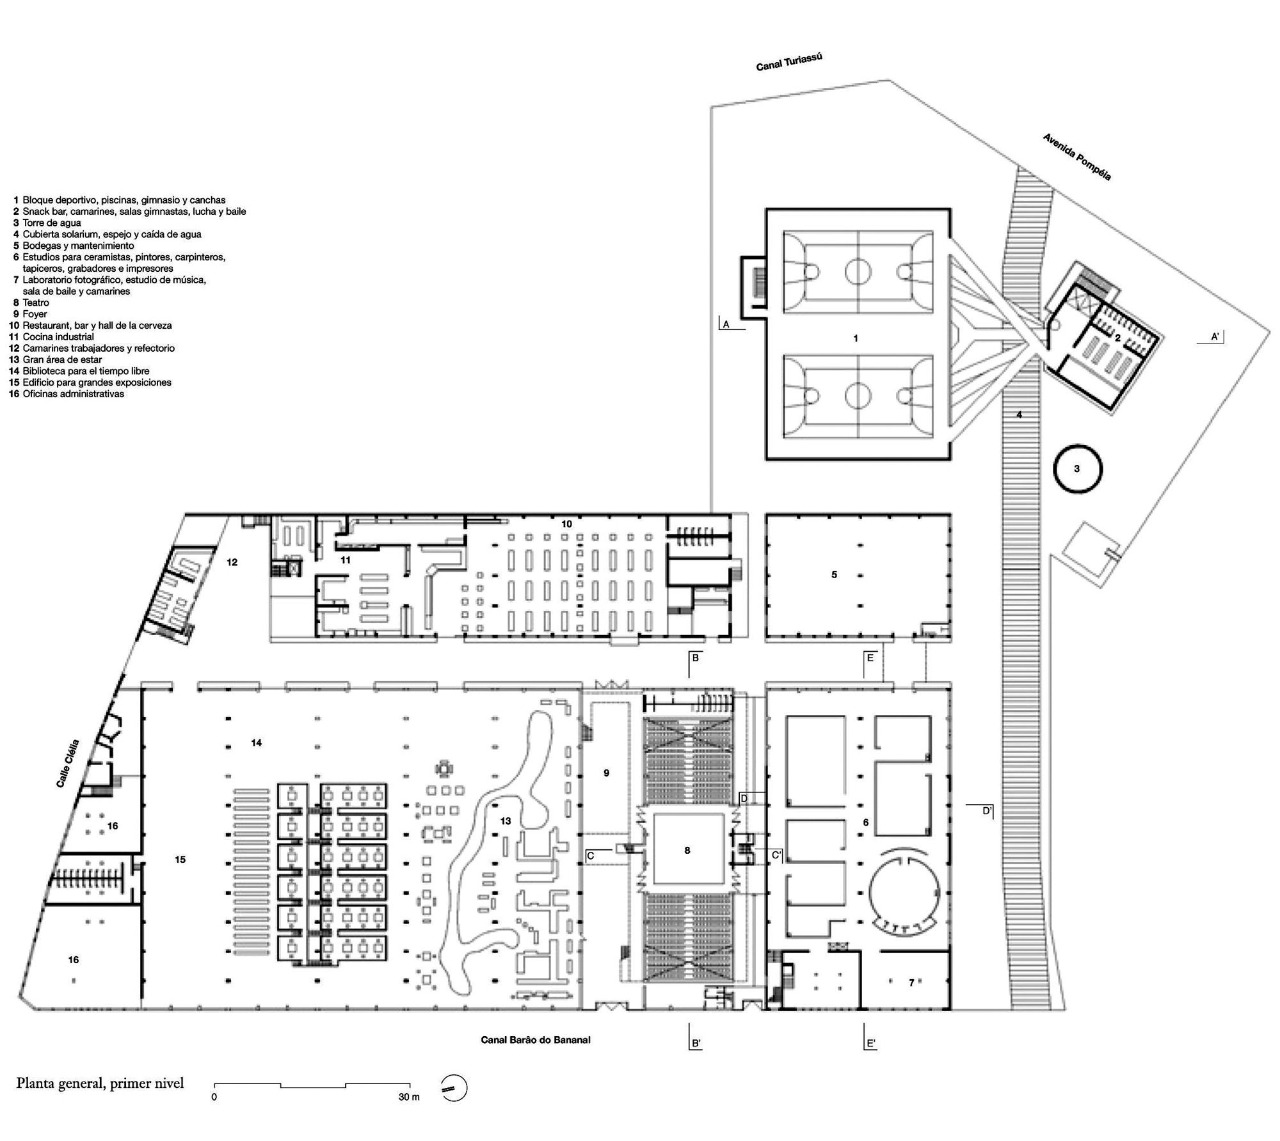 Canal Turiassú
Avenida Pompéia
1 Bloque deportivo, piscinas, gimnasio y canchas
2 Snack bar, camarines, salas gimnastas, lucha y baile
3 Torre de agua
4 Cubierta solarium, espejo y caída de agua
5 Bodegas y mantenimiento
6 Estudios para ceramistas, pintores, carpinteros,
tapiceros, grabadores e impresores
7 Laboratorio fotográfico, estudio de música,
sala de baile y camarines
8 Teatro
9 Foyer
10 Restaurant, bar y hall de la cerveza
11 Cocina industrial
12 Camarines trabajadores y refectorio
13 Gran área de estar
14 Biblioteca para el tiempo libre
15 Edificio para grandes exposiciones
16 Oficinas administrativas
A
1
2
A'
4
3
10
11
12
5
B
E
Calle Clélia
14
9
D
D'
13
6
16
15
C
8
C'
16
7
Canal Barão do Bananal
B'
E'
Planta general, primer nivel
0
30 m